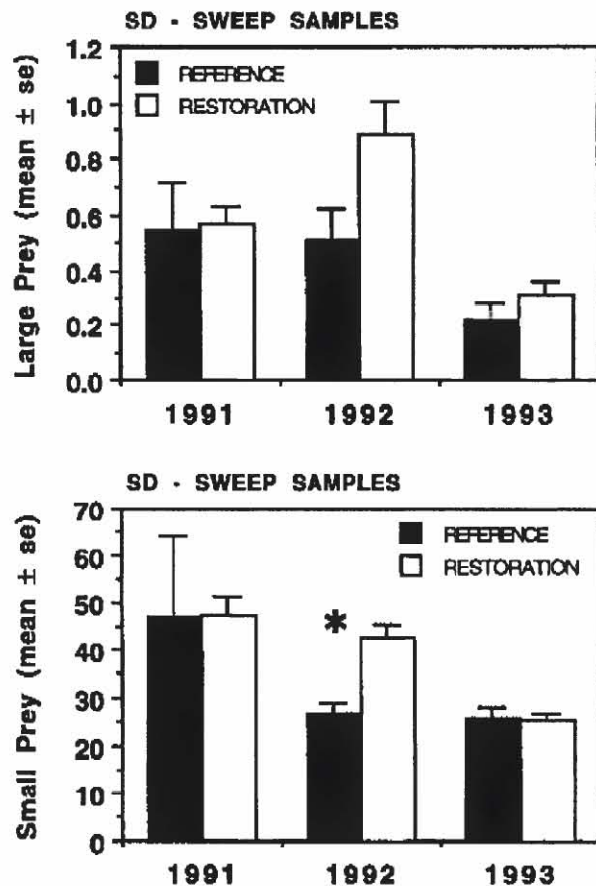 SD - SWEEP SAMPLES
Large Prey (mean ± se)
1.2
1.0
0.8
0.6
0.4
0.2
0.0
REFERENCE
RESTORATION
1991 1992 1993
SD - SWEEP SAMPLES
Small Prey (mean ± se)
70
60
50
40
30
20
10
0
REFERENCE
RESTORATION
*
1991 1992 1993